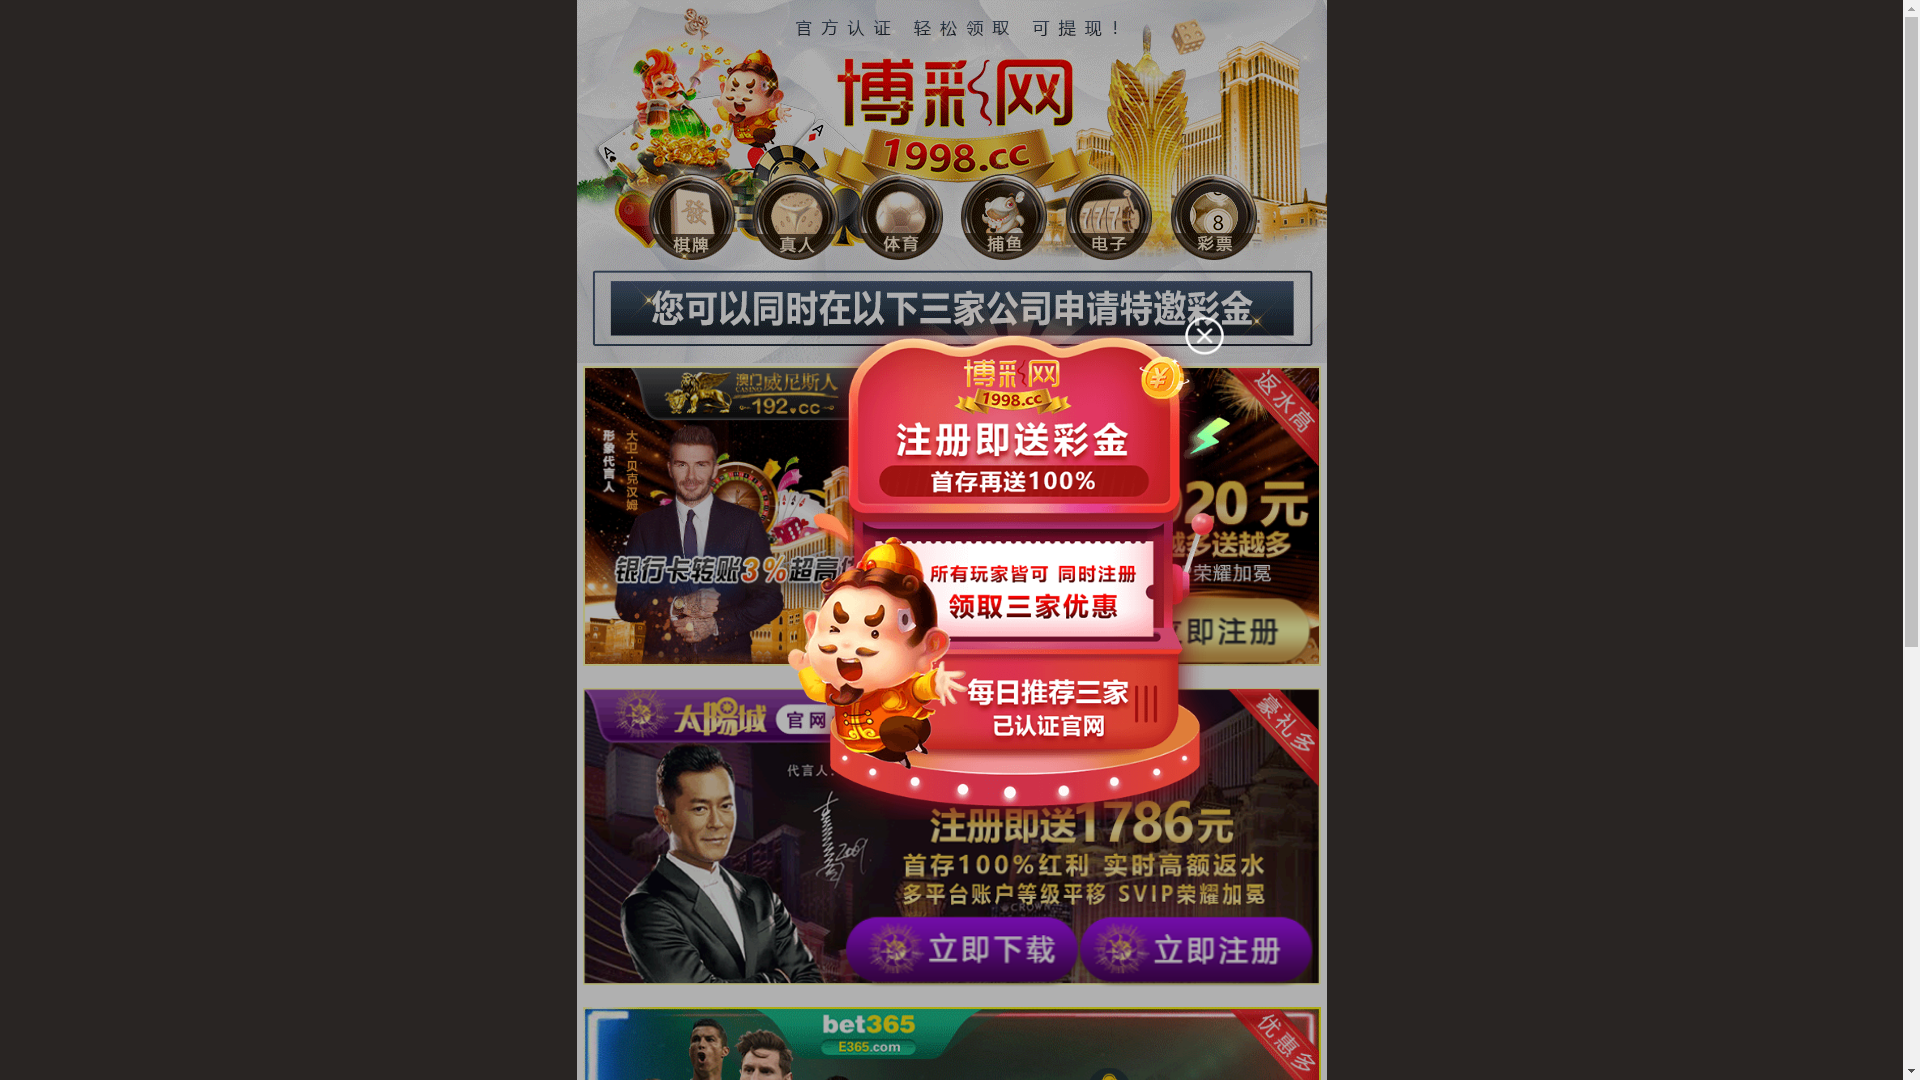 官方认证 轻松领取 可提现!
博彩网
1998.cc
棋牌
真人
体育
捕鱼
电子
彩票
8
您可以同时在以下三家公司申请特邀彩金
澳门威尼斯人
CASINO
192.cc
返水高
形象代言人
大卫·贝克汉姆
银行卡转账3%超高
20元
越多送越多
荣耀加冕
立即注册
博彩网
1998.cc
注册即送彩金
首存再送100%
所有玩家皆可 同时注册
领取三家优惠
每日推荐三家
已认证官网
太陽城
官网
豪礼多
代言人:
2009
注册即送1786元
首存100%红利 实时高额返水
多平台账户等级平移 SVIP荣耀加冕
CROWN
立即下载
立即注册
bet365
E365.com
优惠多